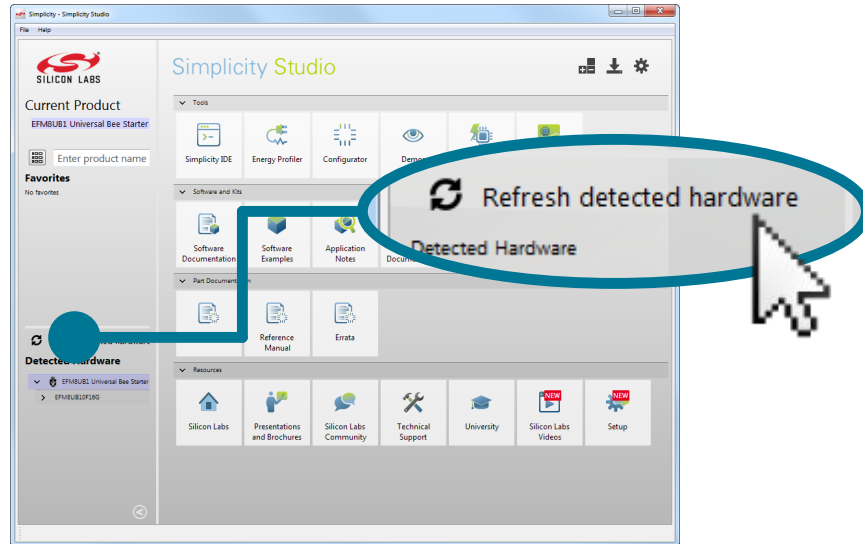 Simplicity - Simplicity Studio
File Help
SILICON LABS
Simplicity Studio
Current Product
EFM8UB1 Universal Bee Starter
Enter product name
Favorites
No favorites
Tools
Simplicity IDE
Energy Profiler
Configurator
Software and Kits
Software
Documentation
Software
Examples
Application
Notes
Refresh detected hardware
Detected Hardware
Part Document
Reference
Manual
Errata
Detected Hardware
EFM8UB1 Universal Bee Starter
EFM8UB10F16G
Resources
Silicon Labs
Presentations
and Brochures
Silicon Labs
Community
Technical
Support
University
NEW
Silicon Labs
Videos
NEW
Setup